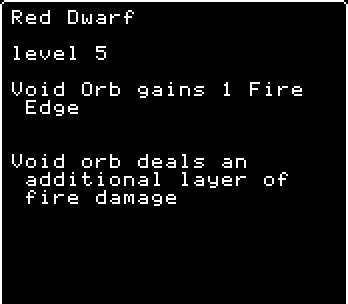 Red Dwarf
level 5
Void Orb gains 1 Fire
Edge
Void orb deals an
additional layer of
fire damage